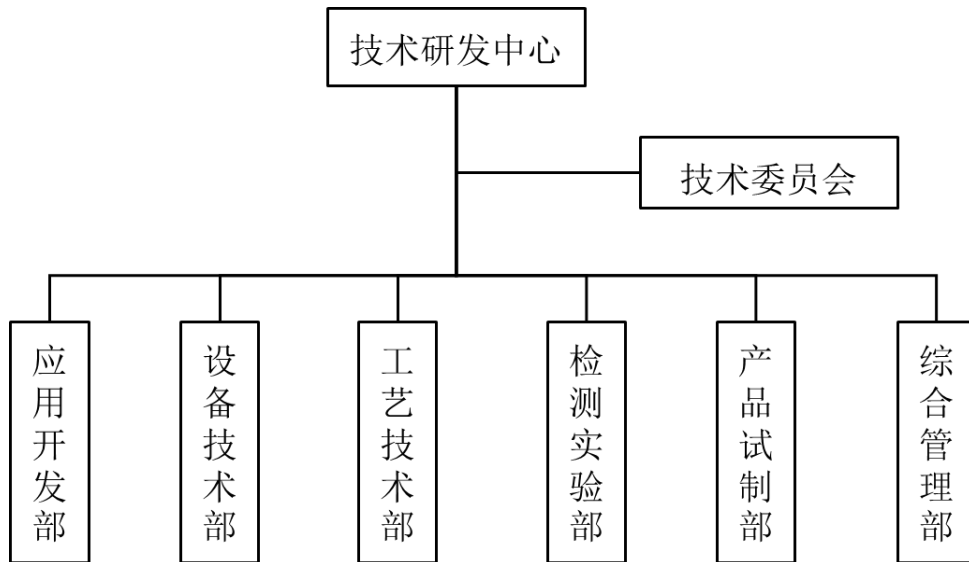 技术研发中心
技术委员会
应用开发部
设备技术部
工艺技术部
检测实验部
产品试制部
综合管理部